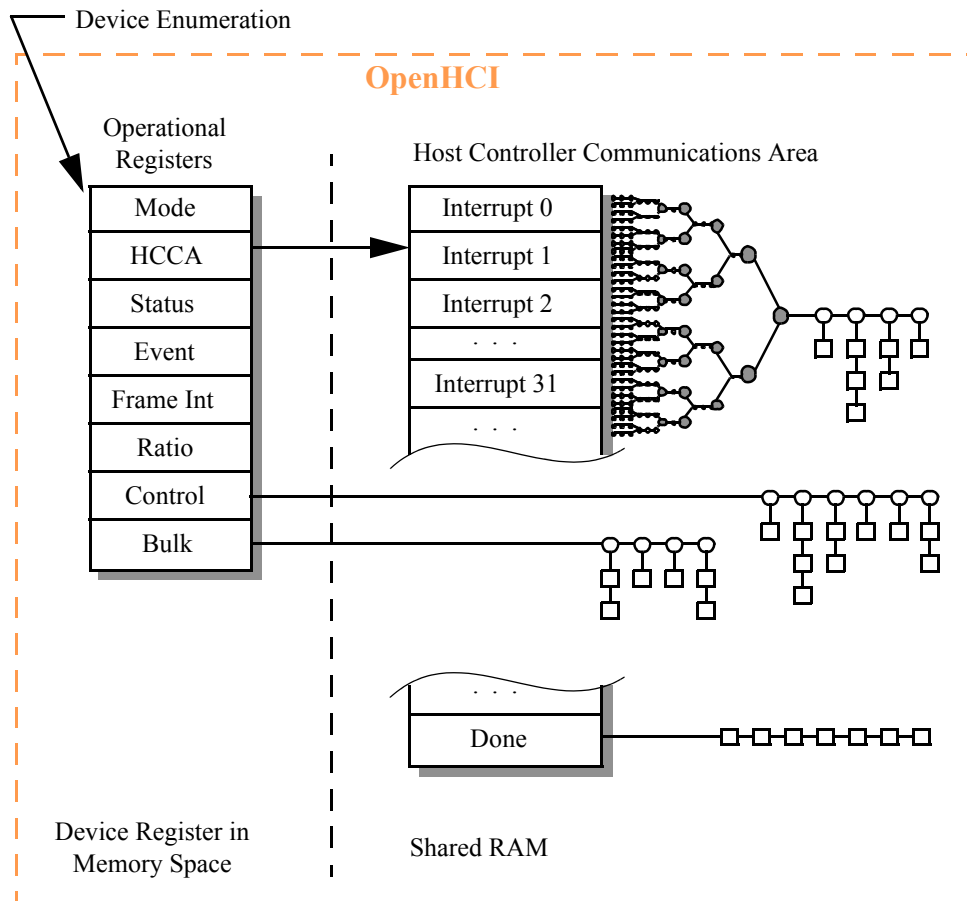 Device Enumeration
OpenHCI
Operational
Registers
Host Controller Communications Area
Mode
HCCA
Status
Event
Frame Int
Ratio
Control
Bulk
Interrupt 0
Interrupt 1
Interrupt 2
. . .
Interrupt 31
. . .
. . .
Done
Device Register in
Memory Space
Shared RAM